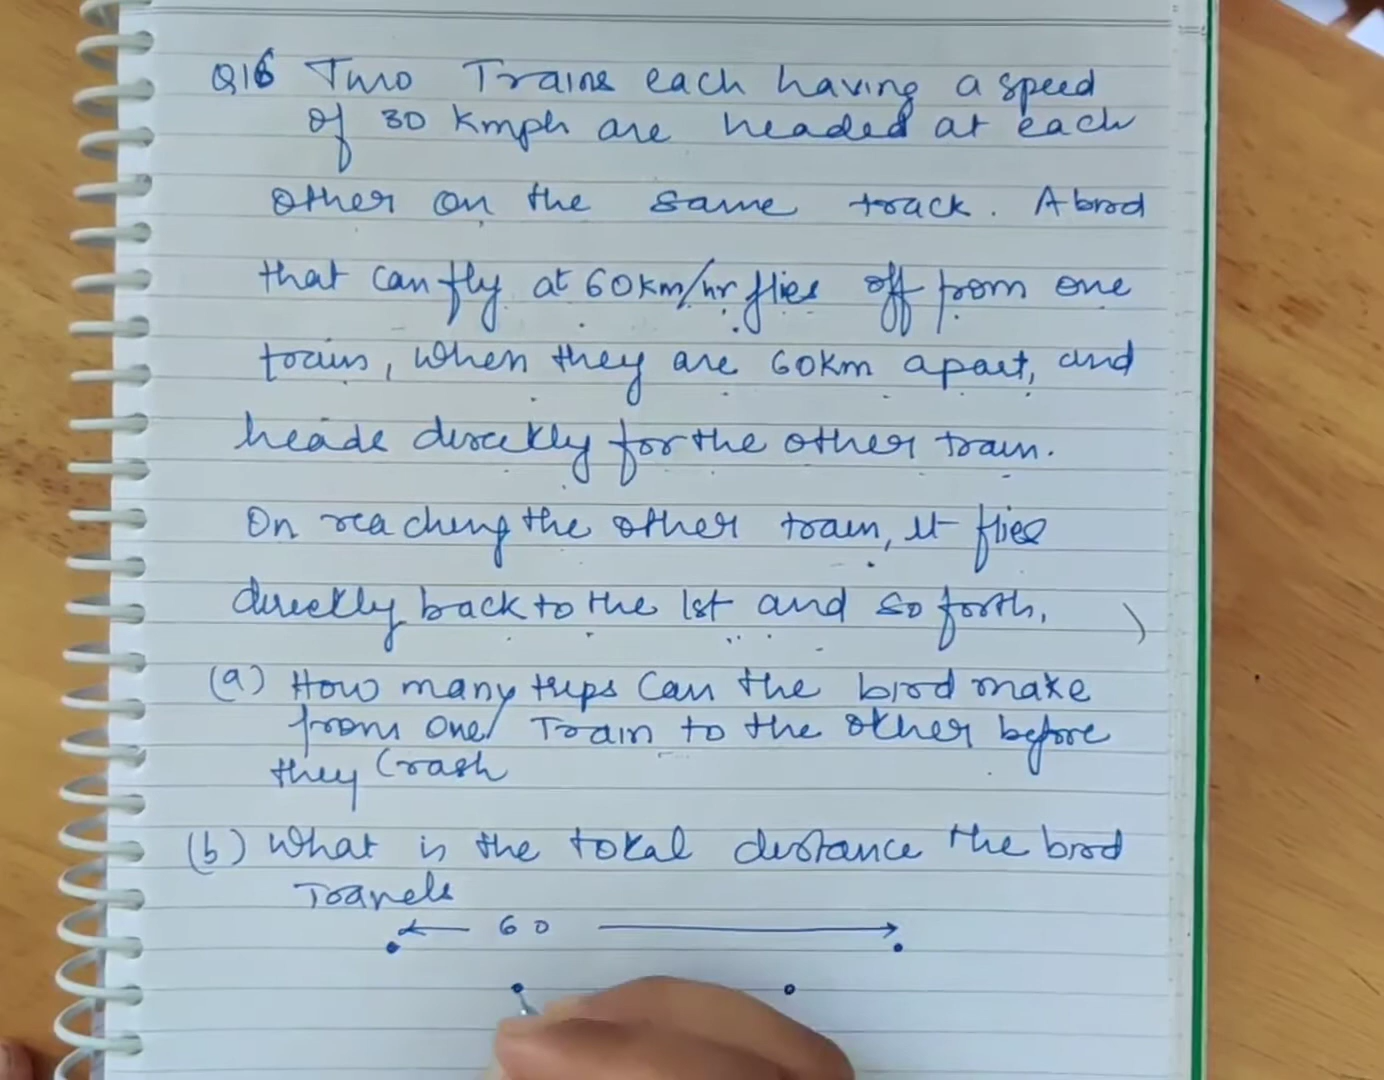 Q16 Two Trains each having a speed
of 30 kmph are headed at each
other on the same track. A bird
that can fly at 60km/hr flies off from one
train, when they are 60km apart, and
heads directly for the other train.
On reaching the other train, it flies
directly back to the 1st and so forth.
(a) How many trips can the bird make
from one Train to the other before
they Crash
(b) What is the total distance the bird
Travels
60